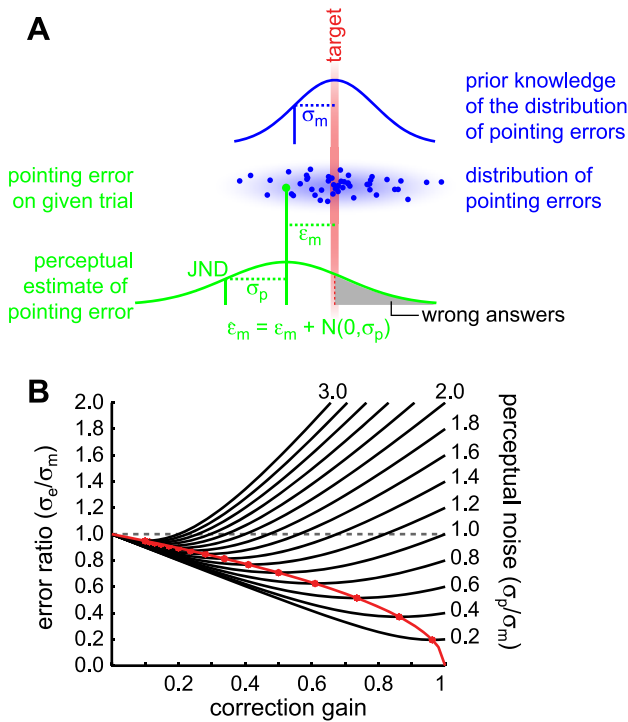 A
target
prior knowledge
of the distribution
of pointing errors
σm
pointing error
on given trial
distribution of
pointing errors
εm
perceptual
estimate of
pointing error
JND
σp
wrong answers
εm = εm + N(0,σp)
B
3.0
2.0
2.0
1.8
1.8
1.6
1.6
1.4
1.4
1.2
1.2
1.0
1.0
0.8
0.8
0.6
0.6
0.4
0.4
0.2
0.2
0.0
error ratio (σe/σm)
perceptual noise (σp/σm)
0.2
0.4
0.6
0.8
1
correction gain